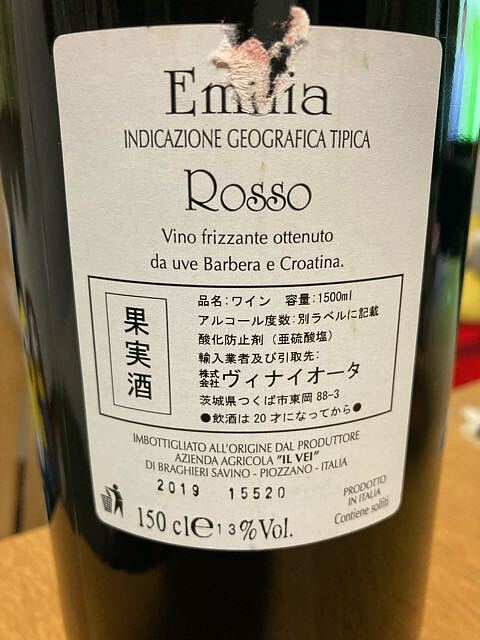 Emilia
INDICAZIONE GEOGRAFICA TIPICA
Rosso
Vino frizzante ottenuto
da uve Barbera e Croatina.
果実酒
品名:ワイン 容量:1500ml
アルコール度数:別ラベルに記載
酸化防止剤(亜硫酸塩)
輸入業者及び引取先:
株式会社ヴィナイオータ
茨城県つくば市東岡 88-3
●飲酒は20才になってから●
IMBOTTIGLIATO ALL'ORIGINE DAL PRODUTTORE
AZIENDA AGRICOLA "IL VEI"
DI BRAGHIERI SAVINO - PIOZZANO - ITALIA
2019 15520
150 cl e 13% Vol.
PRODOTTO
IN ITALIA
Contiene solfiti